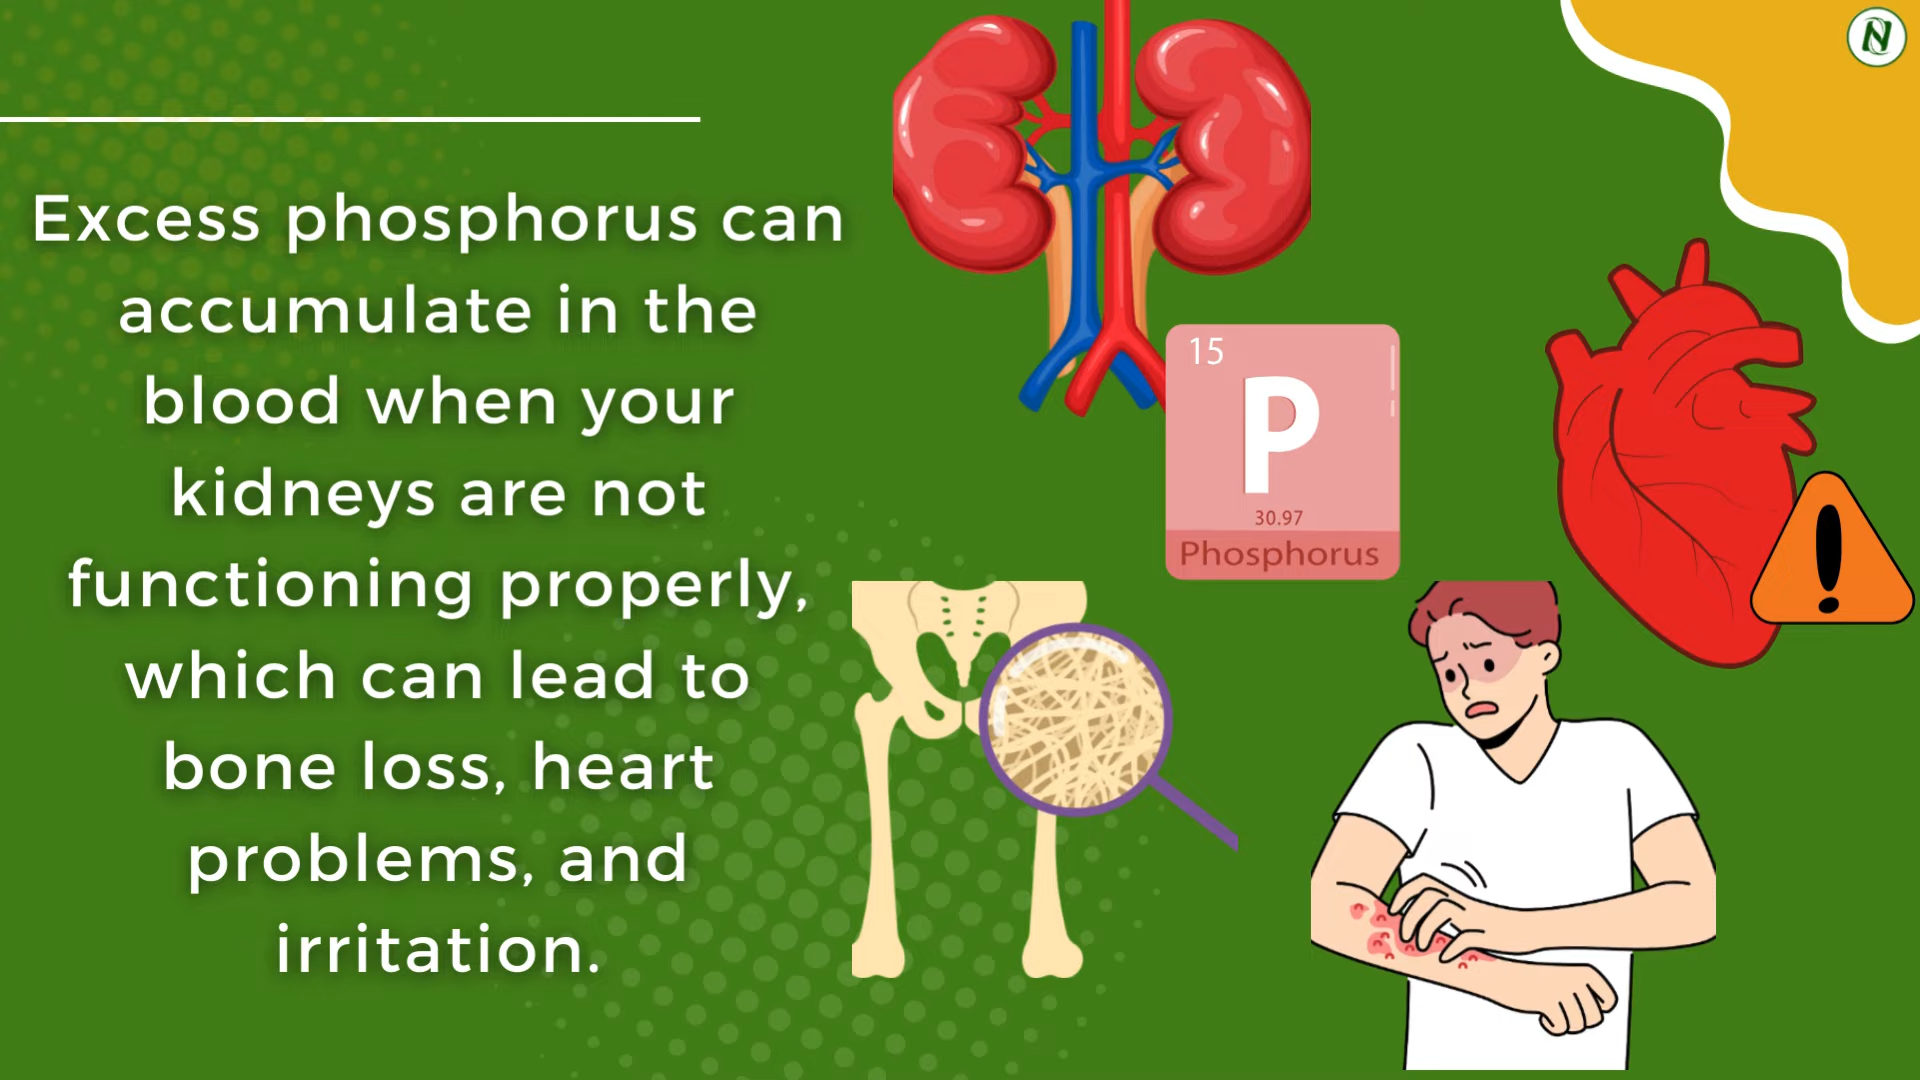 Excess phosphorus can
accumulate in the
blood when your
kidneys are not
functioning properly,
which can lead to
bone loss, heart
problems, and
irritation.
15
P
30.97
Phosphorus
N